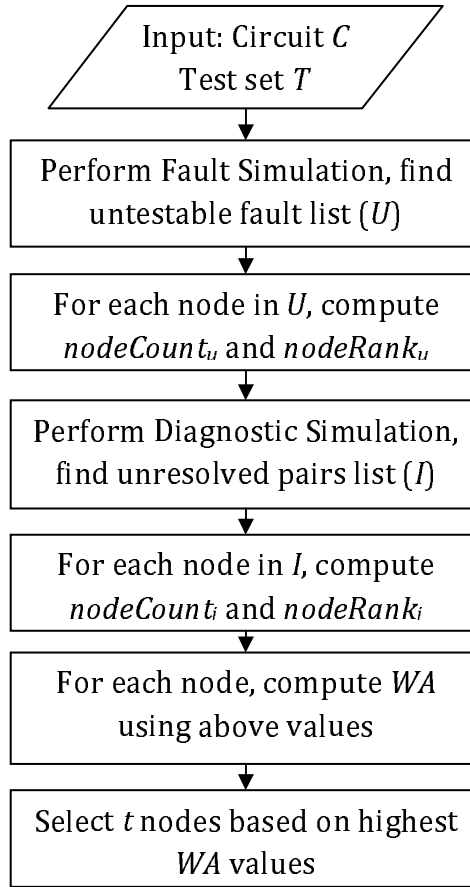 Input: Circuit C
Test set T
Perform Fault Simulation, find
untestable fault list (U)
For each node in U, compute
nodeCountᵤ and nodeRankᵤ
Perform Diagnostic Simulation,
find unresolved pairs list (I)
For each node in I, compute
nodeCountᵢ and nodeRankᵢ
For each node, compute WA
using above values
Select t nodes based on highest
WA values